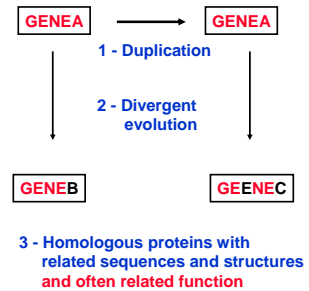 GENEA GENEA
1 - Duplication
2 - Divergent
evolution
GENEB GEENEC
3 - Homologous proteins with
related sequences and structures
and often related function